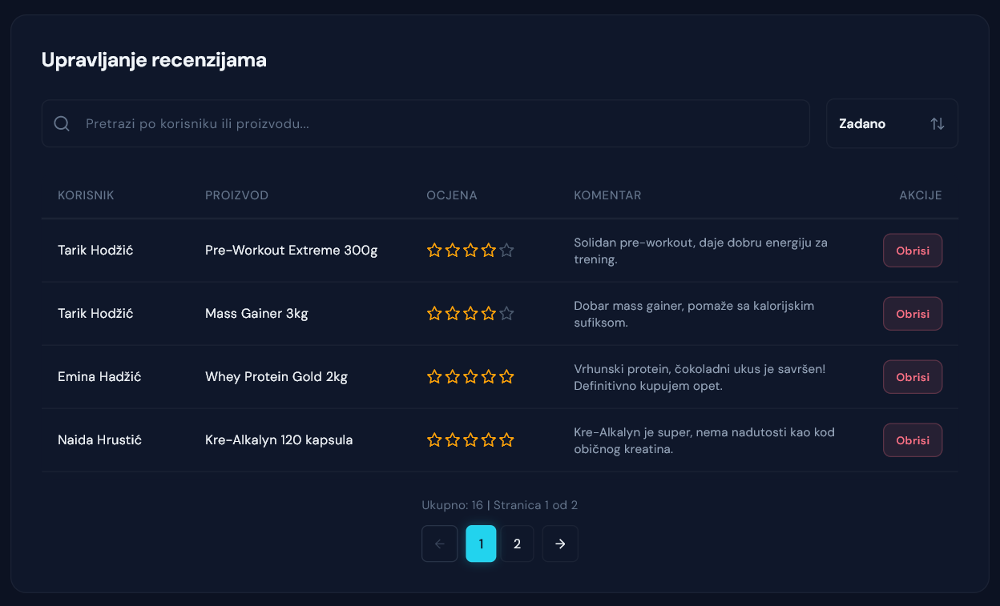 Upravljanje recenzijama
Pretrazi po korisniku ili proizvodu...
Zadano
KORISNIK PROIZVOD OCJENA KOMENTAR AKCIJE
Tarik Hodžić Pre-Workout Extreme 300g Solidan pre-workout, daje dobru energiju za
trening.
Obrisi
Tarik Hodžić Mass Gainer 3kg Dobar mass gainer, pomaže sa kalorijskim
sufiksom.
Obrisi
Emina Hadžić Whey Protein Gold 2kg Vrhunski protein, čokoladni ukus je savršen!
Definitivno kupujem opet.
Obrisi
Naida Hrustić Kre-Alkalyn 120 kapsula Kre-Alkalyn je super, nema nadutosti kao kod
običnog kreatina.
Obrisi
Ukupno: 16 | Stranica 1 od 2
← 1 2 →